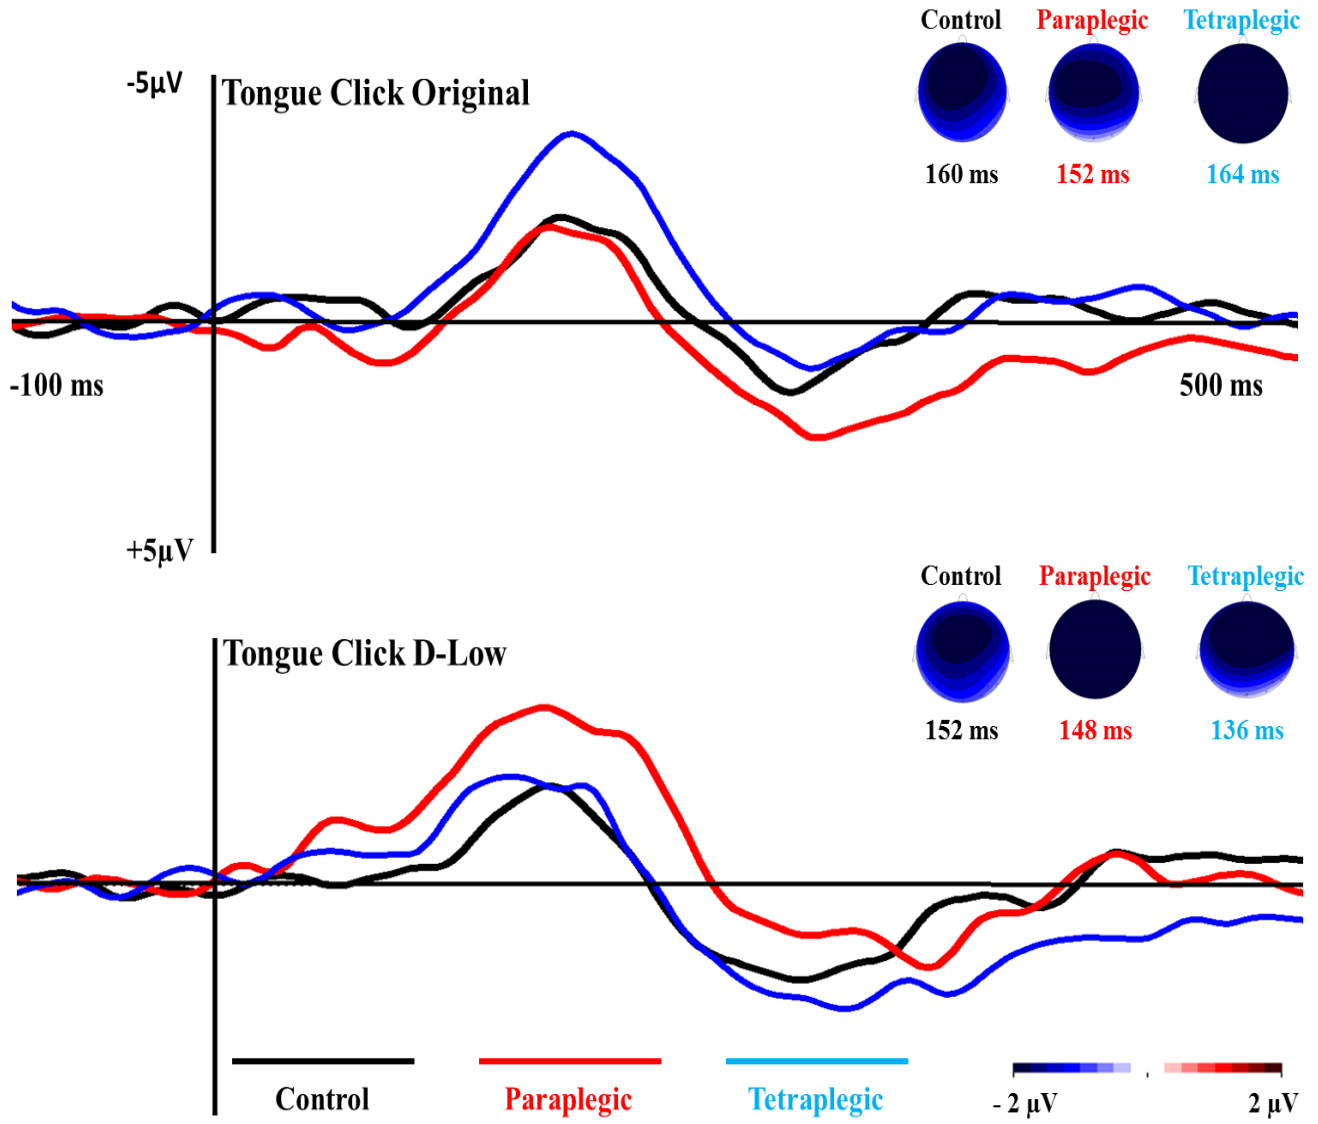 Control Paraplegic Tetraplegic
-5μV
Tongue Click Original
160 ms 152 ms 164 ms
-100 ms
500 ms
+5μV
Control Paraplegic Tetraplegic
Tongue Click D-Low
152 ms 148 ms 136 ms
Control Paraplegic Tetraplegic
- 2 μV 2 μV